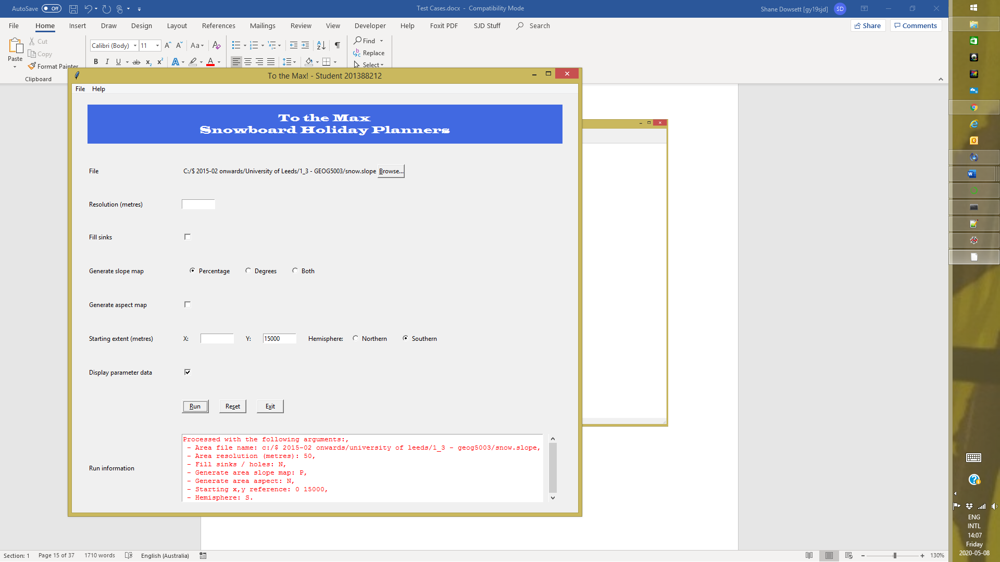 AutoSave Off
Test Cases.docx - Compatibility Mode
Shane Dowsett [gy19sjd] SD
File Home Insert Draw Design Layout References Mailings Review View Developer Help Foxit PDF SJD Stuff Search
Share Comments
Paste
Cut
Copy
Format Painter
Clipboard
Calibri (Body) 11
Find
Replace
Select
To the Max! - Student 201388212
File Help
To the Max
Snowboard Holiday Planners
File C:/$ 2015-02 onwards/University of Leeds/1_3 - GEOG5003/snow.slope Browse...
Resolution (metres)
Fill sinks
Generate slope map Percentage Degrees Both
Generate aspect map
Starting extent (metres) X: Y: 15000 Hemisphere: Northern Southern
Display parameter data
Run Reset Exit
Run information
Processed with the following arguments:,
- Area file name: c:/$ 2015-02 onwards/university of leeds/1_3 - geog5003/snow.slope,
- Area resolution (metres): 50,
- Fill sinks / holes: N,
- Generate area slope map: P,
- Generate area aspect: N,
- Starting x,y reference: 0 15000,
- Hemisphere: S.
ENG
INTL
14:07
Friday
2020-05-08
Section: 1 Page 15 of 37 1710 words English (Australia) 130%